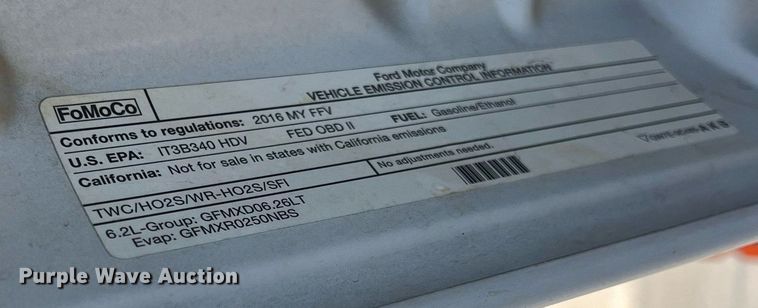 Ford Motor Company
VEHICLE EMISSION CONTROL INFORMATION
FoMoCo
Conforms to regulations: 2016 MY FFV
U.S. EPA: IT3B340 HDV FED OBD II FUEL: Gasoline/Ethanol
California: Not for sale in states with California emissions
TWC/HO2S/WR-HO2S/SFI No adjustments needed.
6.2L-Group: GFMXD06.26LT
Evap: GFMXR0250NBS
Purple Wave Auction